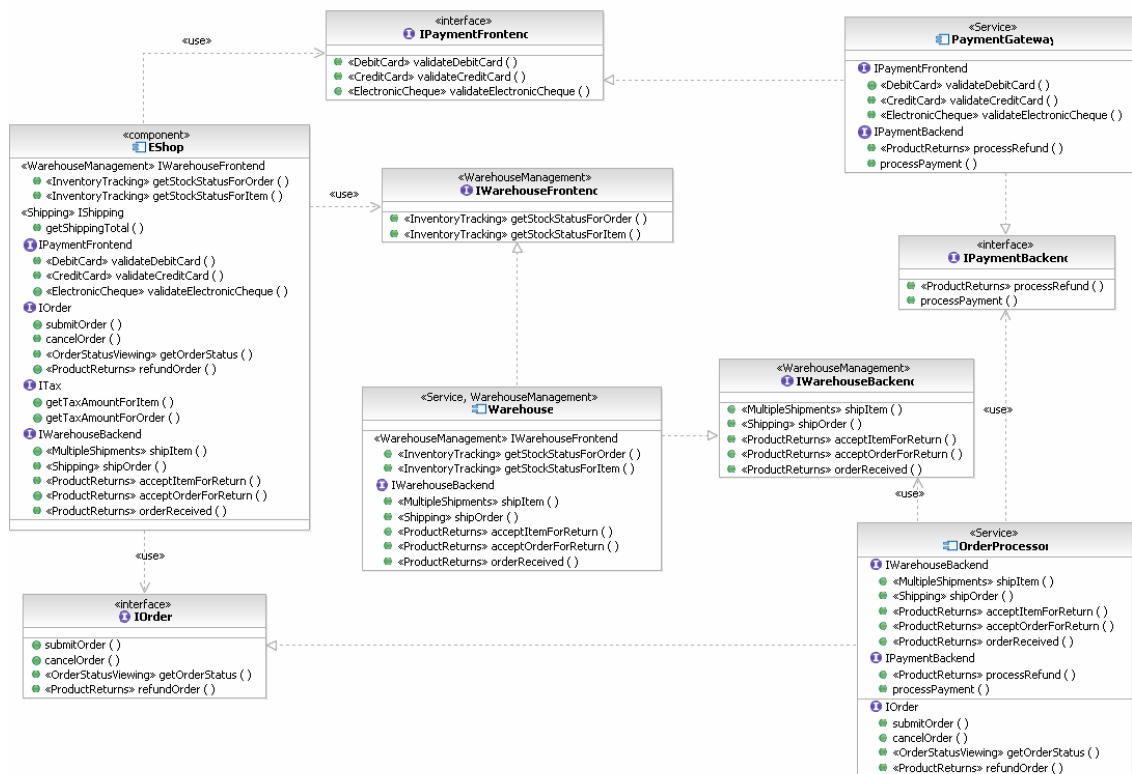 «interface»
IPaymentFrontend
«DebitCard» validateDebitCard ( )
«CreditCard» validateCreditCard ( )
«ElectronicCheque» validateElectronicCheque ( )
«use»
«Service»
PaymentGateway
IPaymentFrontend
«DebitCard» validateDebitCard ( )
«CreditCard» validateCreditCard ( )
«ElectronicCheque» validateElectronicCheque ( )
IPaymentBackend
«ProductReturns» processRefund ( )
processPayment ( )
«component»
EShop
«WarehouseManagement» IWarehouseFrontend
«InventoryTracking» getStockStatusForOrder ( )
«InventoryTracking» getStockStatusForItem ( )
«Shipping» IShipping
getShippingTotal ( )
IPaymentFrontend
«DebitCard» validateDebitCard ( )
«CreditCard» validateCreditCard ( )
«ElectronicCheque» validateElectronicCheque ( )
IOrder
submitOrder ( )
cancelOrder ( )
«OrderStatusViewing» getOrderStatus ( )
«ProductReturns» refundOrder ( )
ITax
getTaxAmountForItem ( )
getTaxAmountForOrder ( )
IWarehouseBackend
«MultipleShipments» shipItem ( )
«Shipping» shipOrder ( )
«ProductReturns» acceptItemForReturn ( )
«ProductReturns» acceptOrderForReturn ( )
«ProductReturns» orderReceived ( )
«use»
«WarehouseManagement»
IWarehouseFrontend
«InventoryTracking» getStockStatusForOrder ( )
«InventoryTracking» getStockStatusForItem ( )
«interface»
IPaymentBackend
«ProductReturns» processRefund ( )
processPayment ( )
«Service, WarehouseManagement»
Warehouse
«WarehouseManagement» IWarehouseFrontend
«InventoryTracking» getStockStatusForOrder ( )
«InventoryTracking» getStockStatusForItem ( )
IWarehouseBackend
«MultipleShipments» shipItem ( )
«Shipping» shipOrder ( )
«ProductReturns» acceptItemForReturn ( )
«ProductReturns» acceptOrderForReturn ( )
«ProductReturns» orderReceived ( )
«WarehouseManagement»
IWarehouseBackend
«MultipleShipments» shipItem ( )
«Shipping» shipOrder ( )
«ProductReturns» acceptItemForReturn ( )
«ProductReturns» acceptOrderForReturn ( )
«ProductReturns» orderReceived ( )
«use»
«use»
«use»
«interface»
IOrder
submitOrder ( )
cancelOrder ( )
«OrderStatusViewing» getOrderStatus ( )
«ProductReturns» refundOrder ( )
«Service»
OrderProcessor
IWarehouseBackend
«MultipleShipments» shipItem ( )
«Shipping» shipOrder ( )
«ProductReturns» acceptItemForReturn ( )
«ProductReturns» acceptOrderForReturn ( )
«ProductReturns» orderReceived ( )
IPaymentBackend
«ProductReturns» processRefund ( )
processPayment ( )
IOrder
submitOrder ( )
cancelOrder ( )
«OrderStatusViewing» getOrderStatus ( )
«ProductReturns» refundOrder ( )